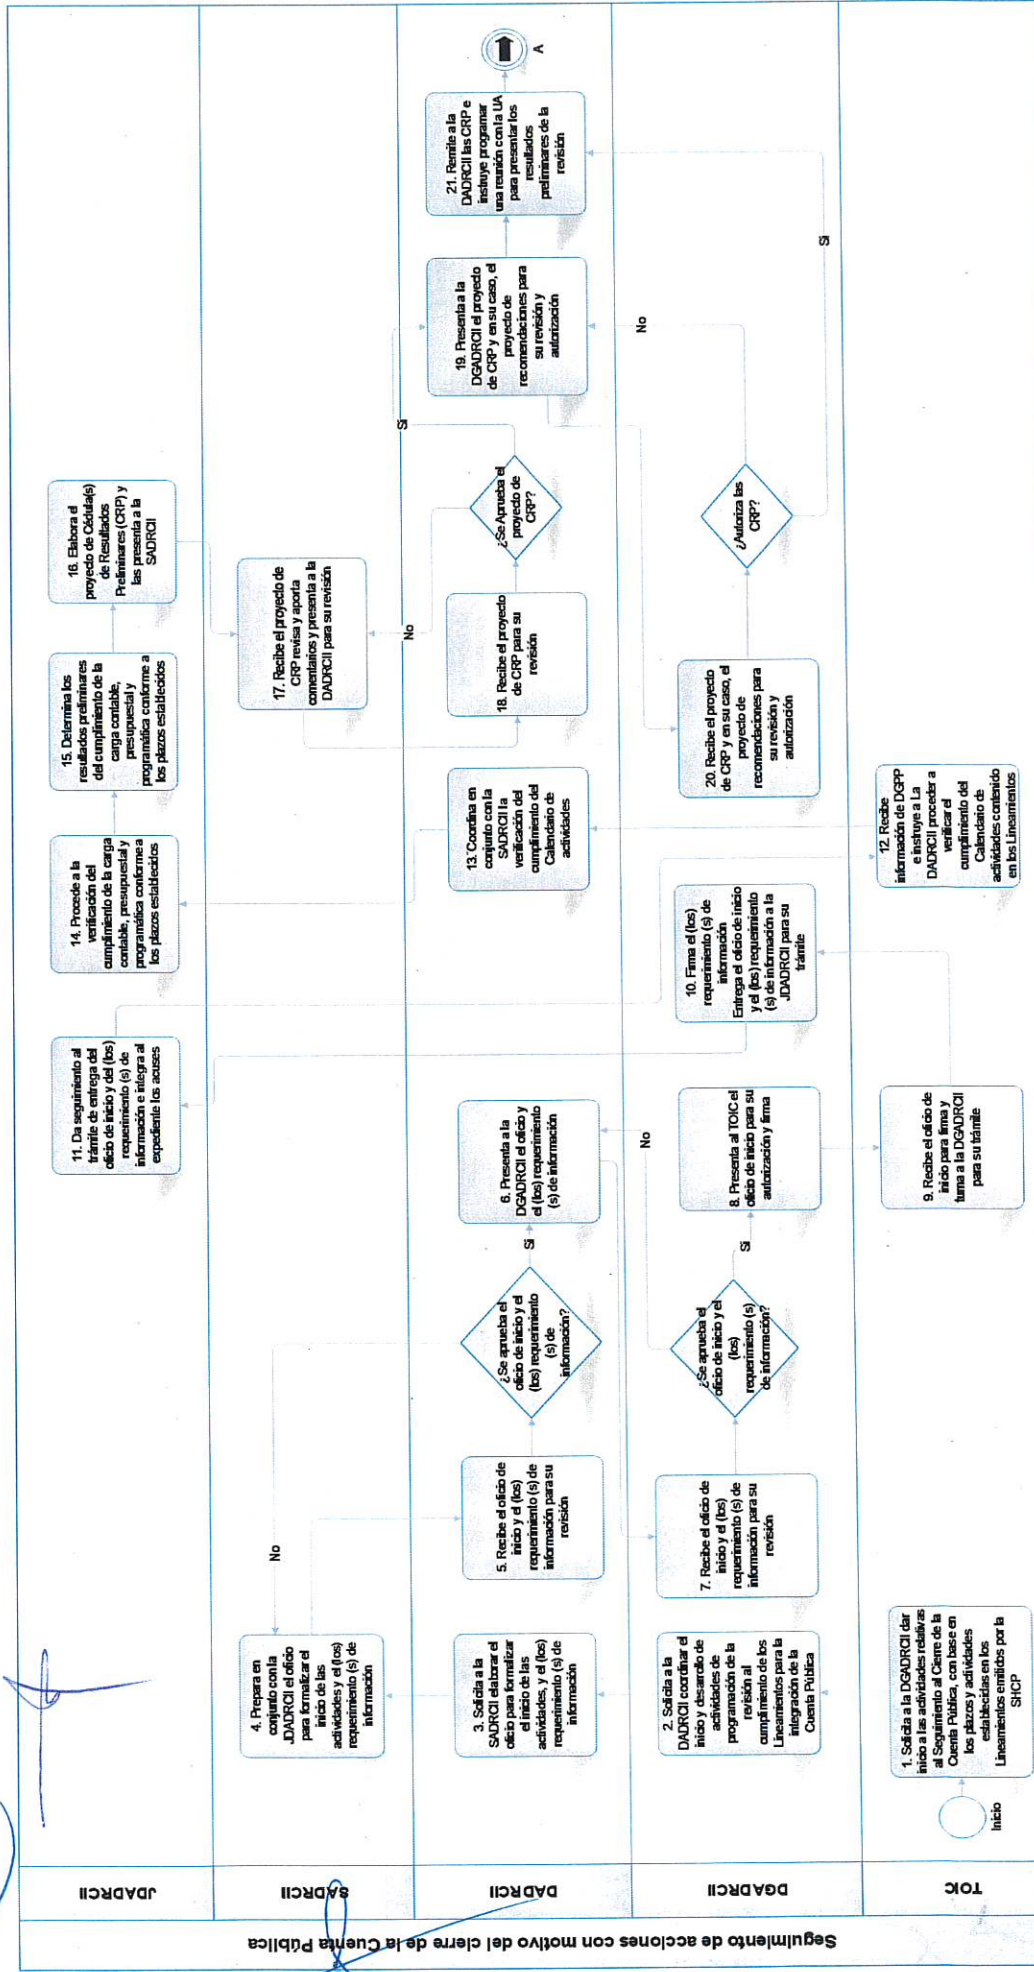 Seguimiento de acciones con motivo del cierre de la Cuenta Pública
JDADRCII
SADRCII
DADRCII
DGADRCII
TOIC
Inicio
1. Solicita a la DGADRCII dar
inicio a las actividades relativas
al Seguimiento al Cierre de la
Cuenta Pública, con base en
los plazos y actividades
establecidas en los
Lineamientos emitidos por la
SHCP
2. Solicita a la
DADRCII coordinar el
inicio y desarrollo de
actividades de
programación de la
revisión al
cumplimiento de los
Lineamientos para la
integración de la
Cuenta Pública
3. Solicita a la
SADRCII elaborar el
oficio para formalizar
el inicio de las
actividades, y el (los)
requerimiento (s) de
información
4. Prepara en
conjunto con la
JDADRCII el oficio
para formalizar el
inicio de las
actividades y el (los)
requerimiento (s) de
información
5. Recibe el oficio de
inicio y el (los)
requerimiento (s) de
información para su
revisión
¿Se aprueba el
oficio de inicio y el
(los) requerimiento
(s) de
información?
No
Si
6. Presenta a la
DGADRCII el oficio y
el (los) requerimiento
(s) de información
7. Recibe el oficio de
inicio y el (los)
requerimiento (s) de
información para su
revisión
¿Se aprueba el
oficio de inicio y el
(los)
requerimiento (s)
de información?
No
Si
8. Presenta al TOIC el
oficio de inicio para su
autorización y firma
9. Recibe el oficio de
inicio para firma y
turna a la DGADRCII
para su trámite
10. Firma el (los)
requerimiento (s) de
información
Entrega el oficio de inicio
y el (los) requerimiento
(s) de información a la
JDADRCII para su
trámite
11. Da seguimiento al
trámite de entrega del
oficio de inicio y del (los)
requerimiento (s) de
información e integra al
expediente los acuses
12. Recibe
información de DGPP
e instruye a La
DADRCII proceder a
verificar el
cumplimiento del
Calendario de
actividades contenido
en los Lineamientos
13. Coordina en
conjunto con la
SADRCII la
verificación del
cumplimiento del
Calendario de
actividades
14. Procede a la
verificación del
cumplimiento de la carga
contable, presupuestal y
programática conforme a
los plazos establecidos
15. Determina los
resultados preliminares
del cumplimiento de la
carga contable,
presupuestal y
programática conforme a
los plazos establecidos
16. Elabora el
proyecto de Cédula(s)
de Resultados
Preliminares (CRP) y
las presenta a la
SADRCII
17. Recibe el proyecto de
CRP revisa y aporta
comentarios y presenta a la
DADRCII para su revisión
18. Recibe el proyecto
de CRP para su
revisión
¿Se Aprueba el
proyecto de
CRP?
No
Si
19. Presenta a la
DGADRCII el proyecto
de CRP y en su caso, el
proyecto de
recomendaciones para
su revisión y
autorización
20. Recibe el proyecto
de CRP y en su caso, el
proyecto de
recomendaciones para
su revisión y
autorización
¿Autoriza las
CRP?
No
Si
21. Remite a la
DADRCII las CRP e
instruye programar
una reunión con la UA
para presentar los
resultados
preliminares de la
revisión
A